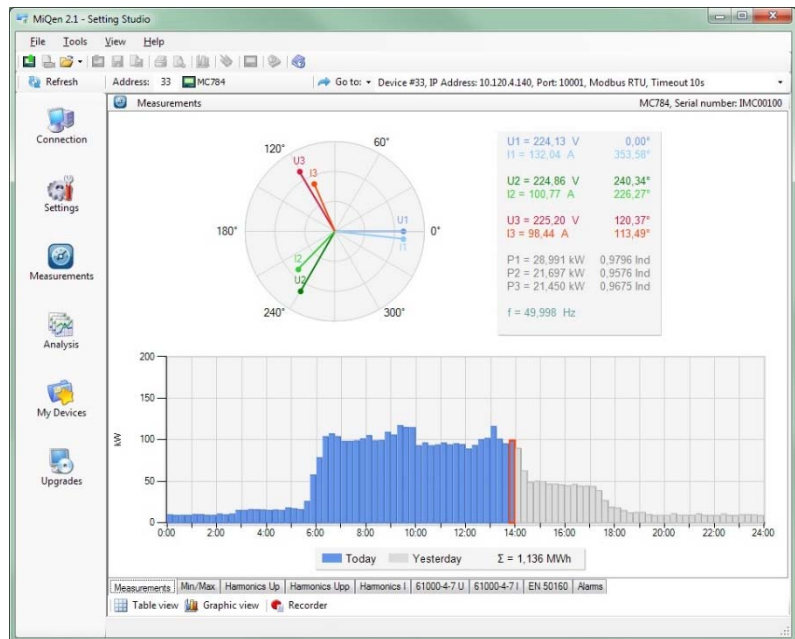 MiQen 2.1 - Setting Studio
File Tools View Help
Refresh Address: 33 MC784 Go to: Device #33, IP Address: 10.120.4.140, Port: 10001, Modbus RTU, Timeout 10s
Measurements MC784, Serial number: IMC00100
Connection
Settings
Measurements
Analysis
My Devices
Upgrades
120° 60°
U3
I3
180° U1 0°
I1
I2
U2
240° 300°
U1 = 224,13 V 0,00°
I1 = 132,04 A 353,58°
U2 = 224,86 V 240,34°
I2 = 100,77 A 226,27°
U3 = 225,20 V 120,37°
I3 = 98,44 A 113,49°
P1 = 28,991 kW 0,9796 Ind
P2 = 21,697 kW 0,9576 Ind
P3 = 21,450 kW 0,9675 Ind
f = 49,998 Hz
200
150
100
50
0
kW
0:00 2:00 4:00 6:00 8:00 10:00 12:00 14:00 16:00 18:00 20:00 22:00 24:00
Today Yesterday Σ = 1,136 MWh
Measurements Min/Max Harmonics Up Harmonics Upp Harmonics I 61000-4-7 U 61000-4-7 I EN 50160 Alarms
Table view Graphic view Recorder